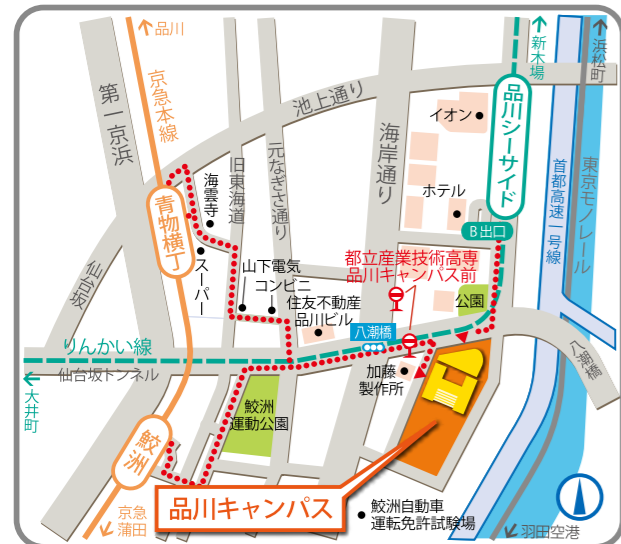 品川
新木場
浜松町
京急本線
第一京浜
池上通り
イオン
品川シーサイド
海岸通り
元なぎさ通り
旧東海道
海雲寺
首都高速一号線
東京モノレール
ホテル
青物横丁
B出口
仙台坂
スーパー
山下電気
コンビニ
都立産業技術高専
品川キャンパス前
住友不動産
品川ビル
公園
八潮橋
りんかい線
仙台坂トンネル
大井町
加藤
製作所
八潮橋
鮫洲
運動公園
鮫洲
品川キャンパス
鮫洲自動車
運転免許試験場
京急
蒲田
羽田空港